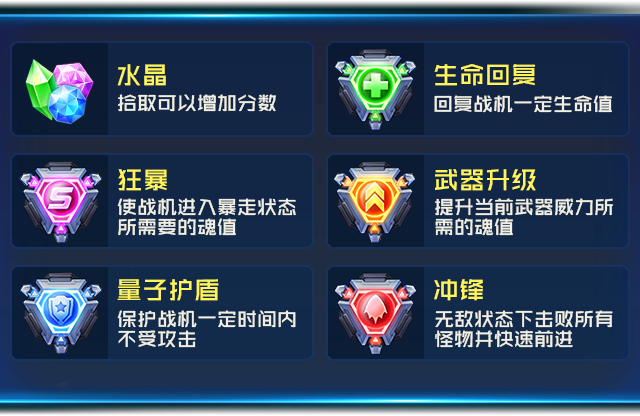 水晶
拾取可以增加分数
生命回复
回复战机一定生命值
狂暴
使战机进入暴走状态
所需要的魂值
武器升级
提升当前武器威力所
需的魂值
量子护盾
保护战机一定时间内
不受攻击
冲锋
无敌状态下击败所有
怪物并快速前进
S